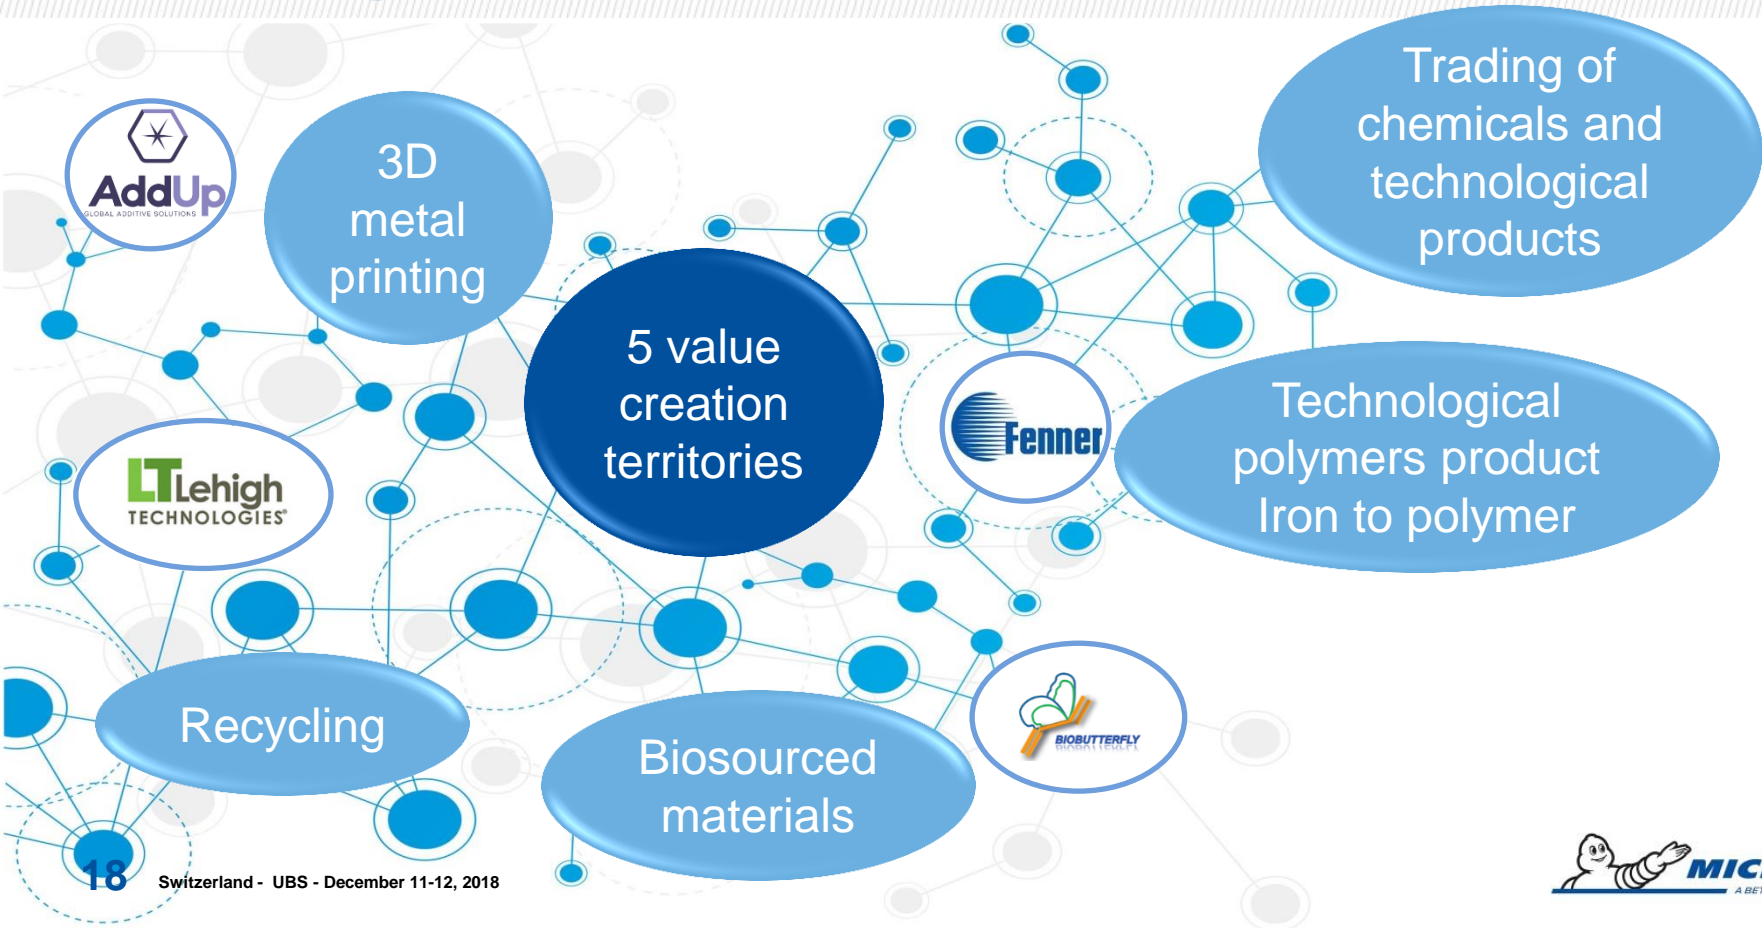 AddUp
GLOBAL ADDITIVE SOLUTIONS
3D
metal
printing
Trading of
chemicals and
technological
products
5 value
creation
territories
Fenner
Technological
polymers product
Iron to polymer
LT Lehigh
TECHNOLOGIES
Recycling
Biosourced
materials
BIOBUTTERFLY
18
Switzerland - UBS - December 11-12, 2018